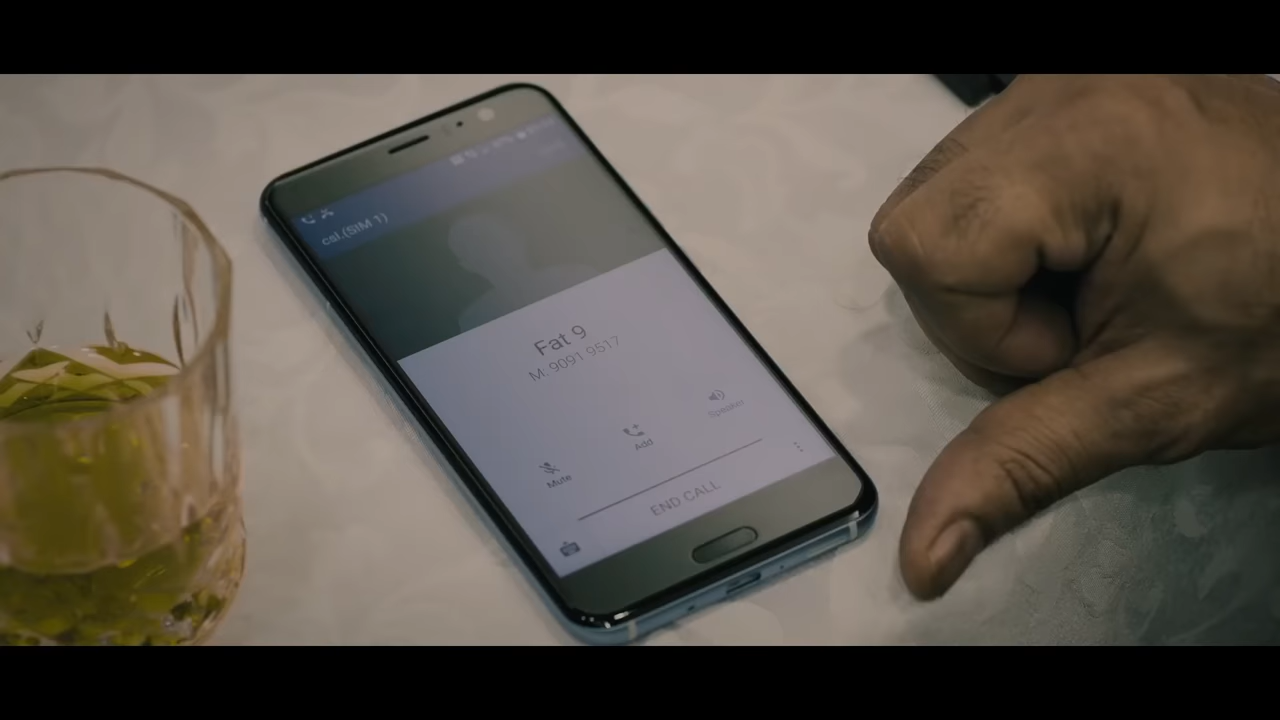 csl.(SIM 1)
Fat 9
M. 9091 9517
Speaker
Add
Mute
END CALL